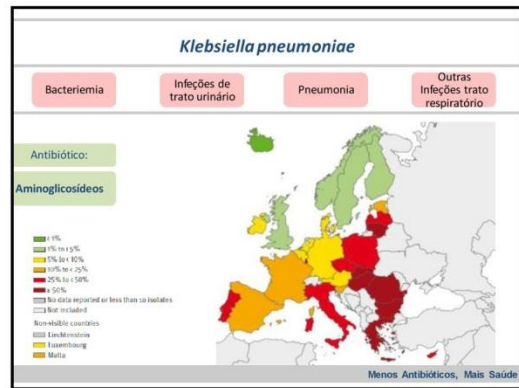 Klebsiella pneumoniae
Bacteriemia
Infeções de
trato urinário
Pneumonia
Outras
Infeções trato
respiratório
Antibiótico:
Aminoglicosídeos
< 1%
1% to < 5%
5% to < 10%
10% to < 25%
25% to < 50%
≥ 50%
No data reported or less than 10 isolates
Not included
Non-visible countries
Liechtenstein
Luxembourg
Malta
Menos Antibióticos, Mais Saúde